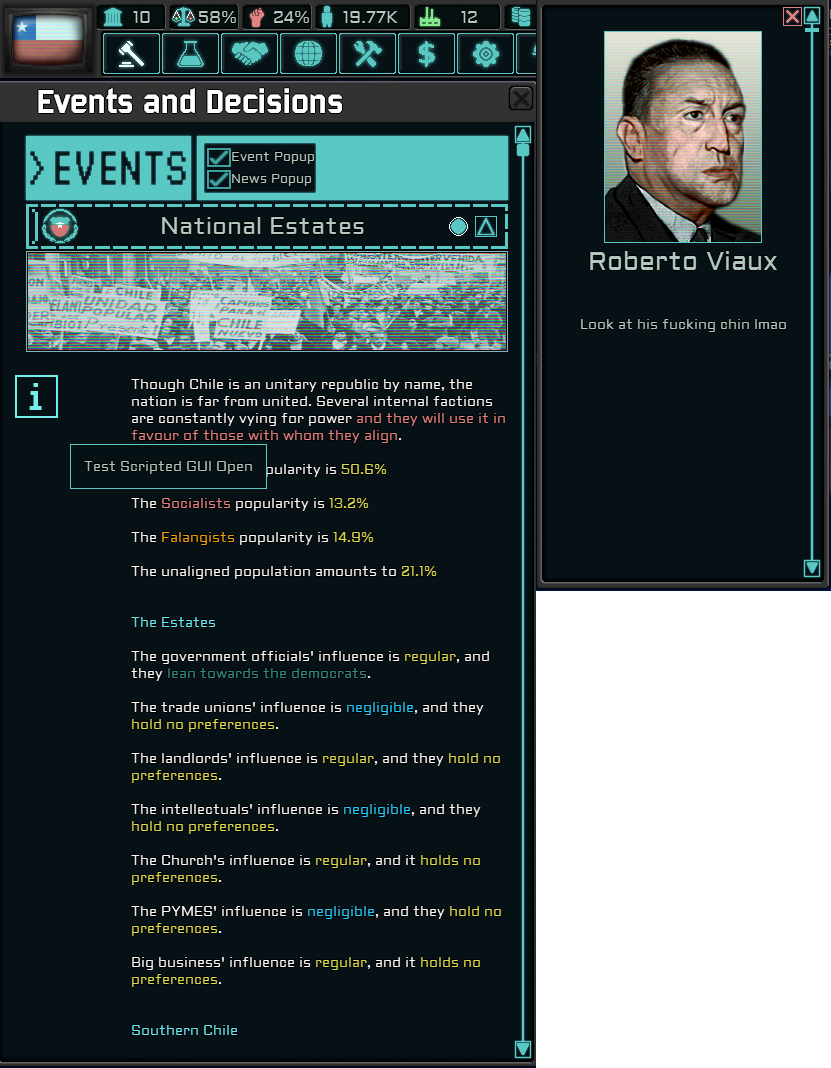 10 58% 24% 19.77K 12
Events and Decisions
>EVENTS
Event Popup
News Popup
National Estates
CHILE
UNIDAD
POPULAR
CHILE
i
Though Chile is an unitary republic by name, the
nation is far from united. Several internal factions
are constantly vying for power and they will use it in
favour of those with whom they align.
Test Scripted GUI Open
pularity is 50.6%
The Socialists popularity is 13.2%
The Falangists popularity is 14.9%
The unaligned population amounts to 21.1%
The Estates
The government officials' influence is regular, and
they lean towards the democrats.
The trade unions' influence is negligible, and they
hold no preferences.
The landlords' influence is regular, and they hold no
preferences.
The intellectuals' influence is negligible, and they
hold no preferences.
The Church's influence is regular, and it holds no
preferences.
The PYMES' influence is negligible, and they hold no
preferences.
Big business' influence is regular, and it holds no
preferences.
Southern Chile
Roberto Viaux
Look at his fucking chin lmao